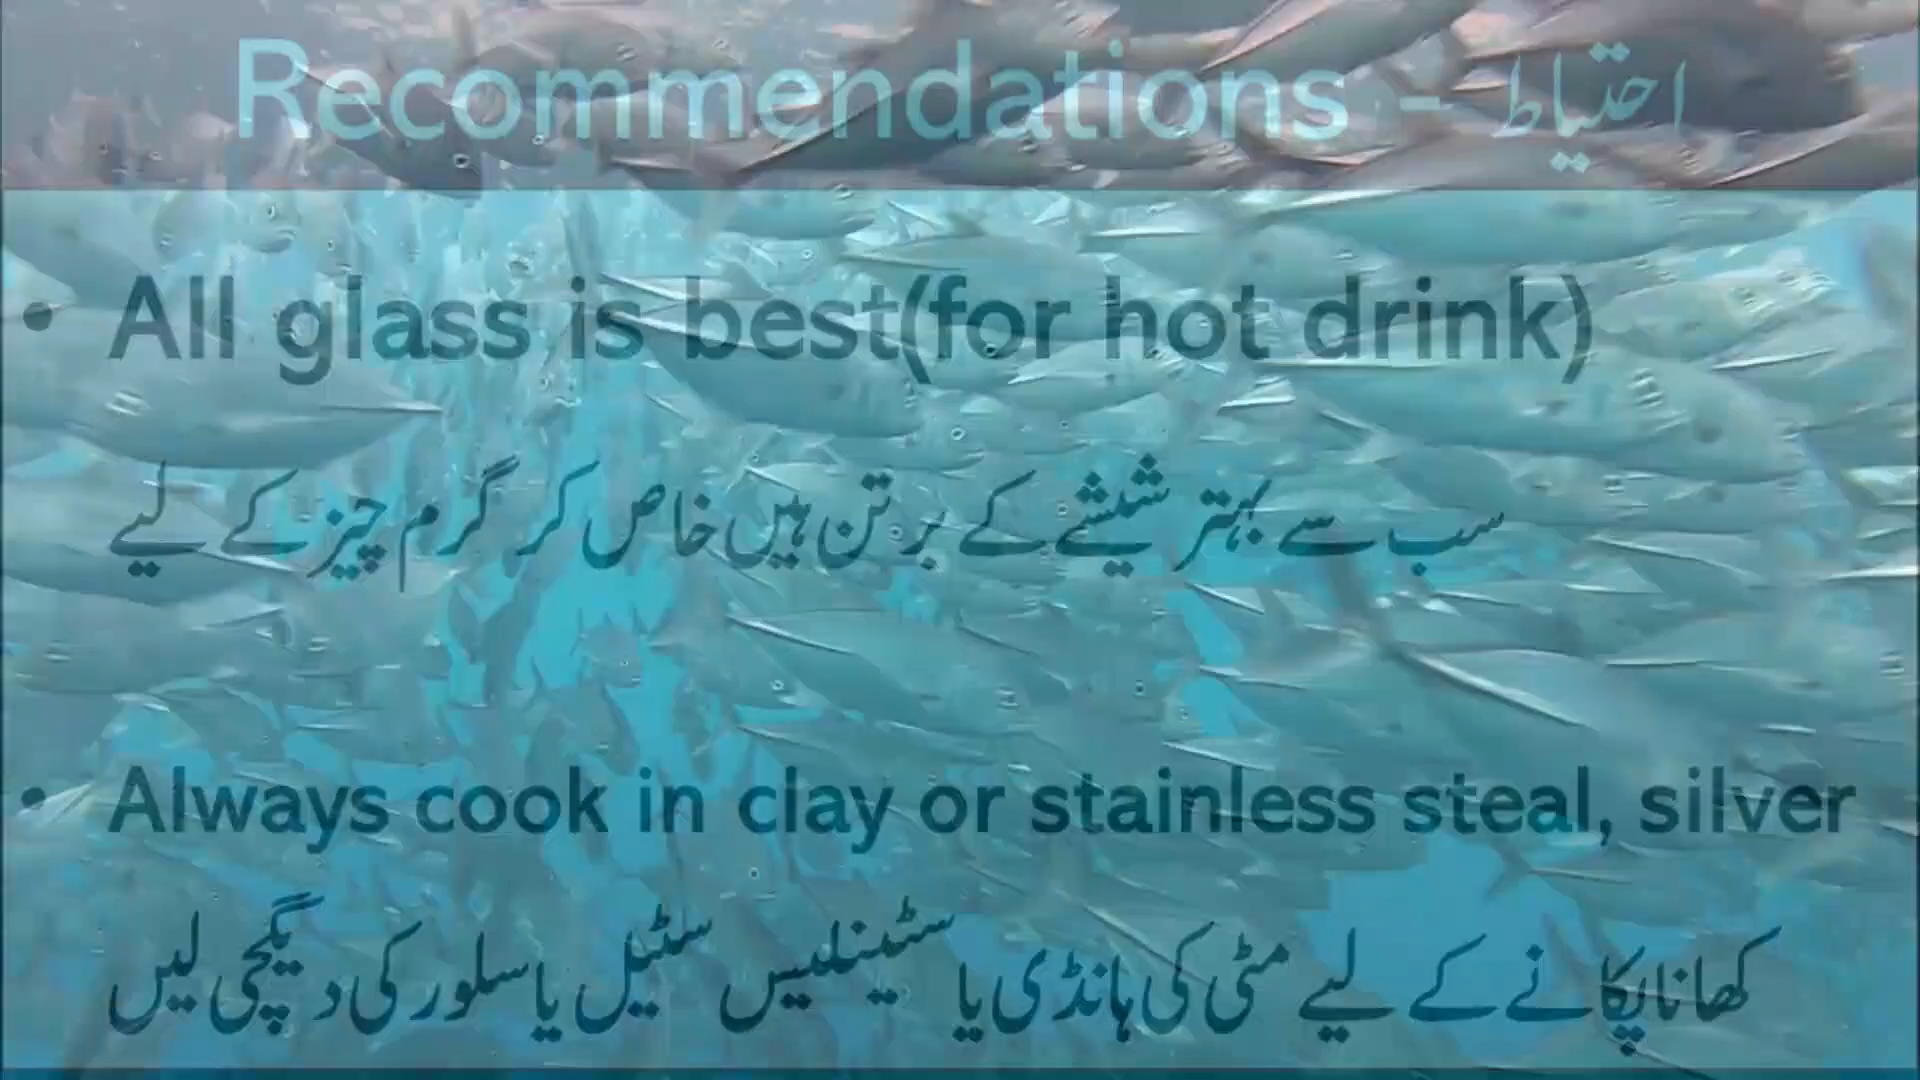 Recommendations - احتیاط
• All glass is best(for hot drink)
سب سے بہتر شیشے کے برتن ہیں خاص کر گرم چیز کے لیے
• Always cook in clay or stainless steal, silver
کھانا پکانے کے لیے مٹی کی ہانڈی یا سٹینلیس سٹیل یا سلور کی دیگچی لیں